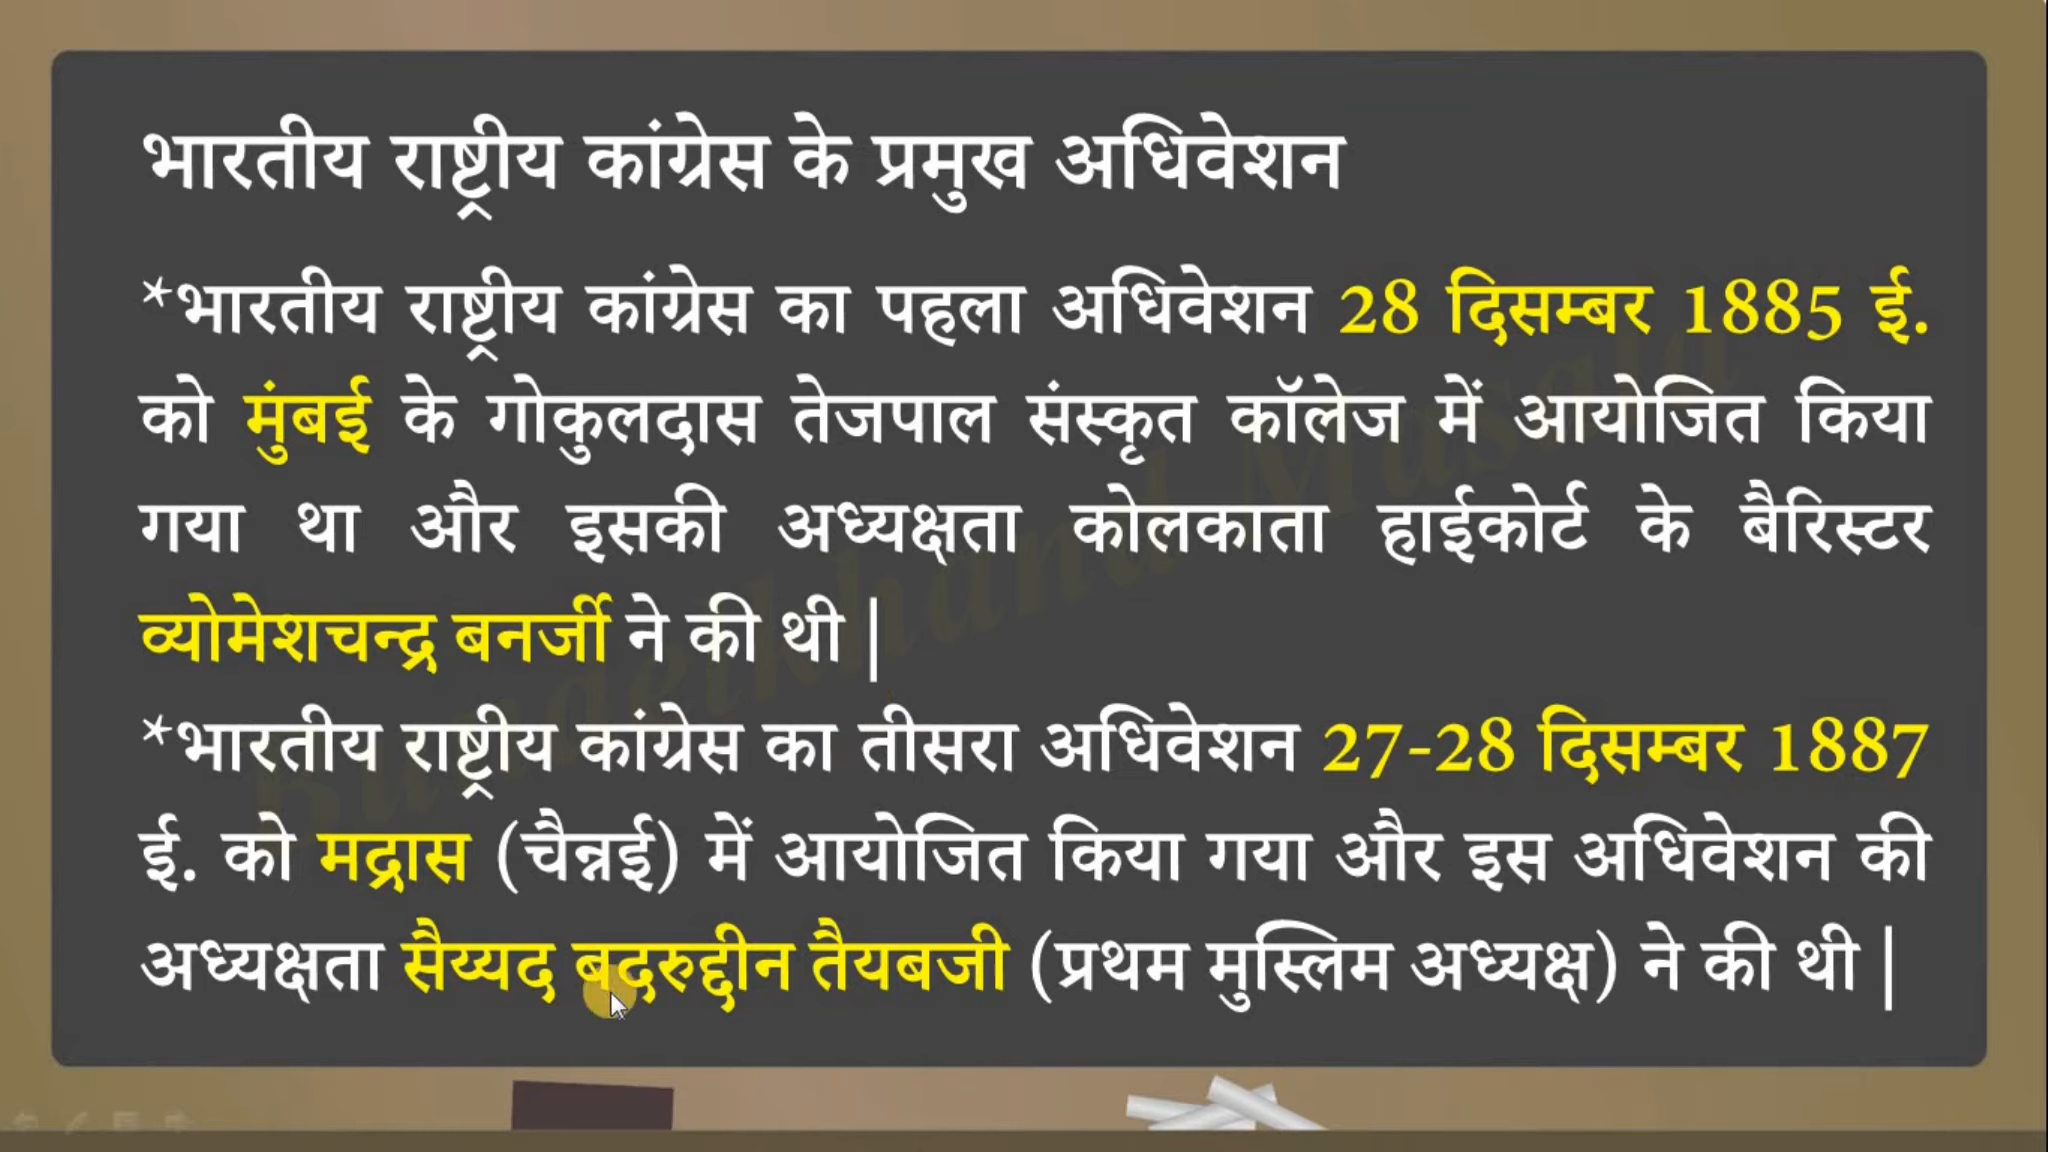 भारतीय राष्ट्रीय कांग्रेस के प्रमुख अधिवेशन
*भारतीय राष्ट्रीय कांग्रेस का पहला अधिवेशन 28 दिसम्बर 1885 ई.
को मुंबई के गोकुलदास तेजपाल संस्कृत कॉलेज में आयोजित किया
गया था और इसकी अध्यक्षता कोलकाता हाईकोर्ट के बैरिस्टर
व्योमेशचन्द्र बनर्जी ने की थी |
*भारतीय राष्ट्रीय कांग्रेस का तीसरा अधिवेशन 27-28 दिसम्बर 1887
ई. को मद्रास (चैन्नई) में आयोजित किया गया और इस अधिवेशन की
अध्यक्षता सैय्यद बदरुद्दीन तैयबजी (प्रथम मुस्लिम अध्यक्ष) ने की थी |